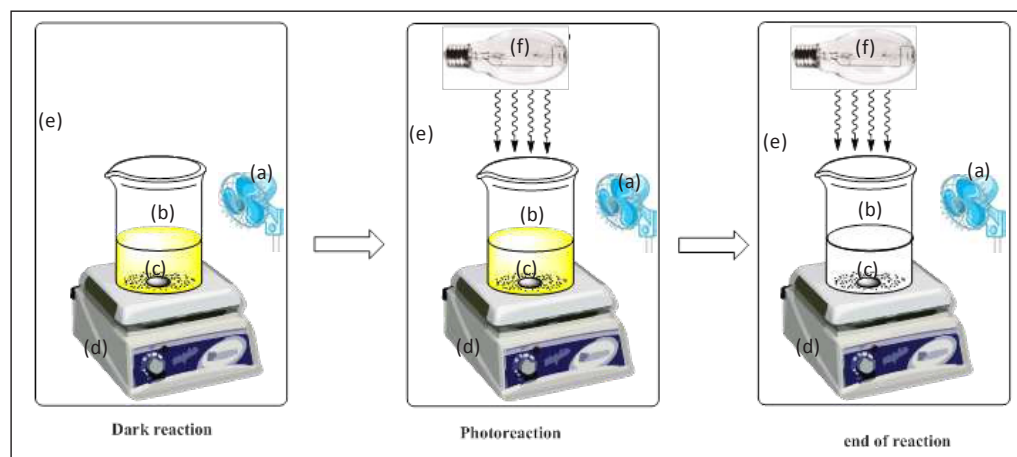 (f)
(f)
(e)
(e)
(e)
(a)
(a)
(a)
(b)
(b)
(b)
(c)
(c)
(c)
(d)
(d)
(d)
Dark reaction
Photoreaction
end of reaction